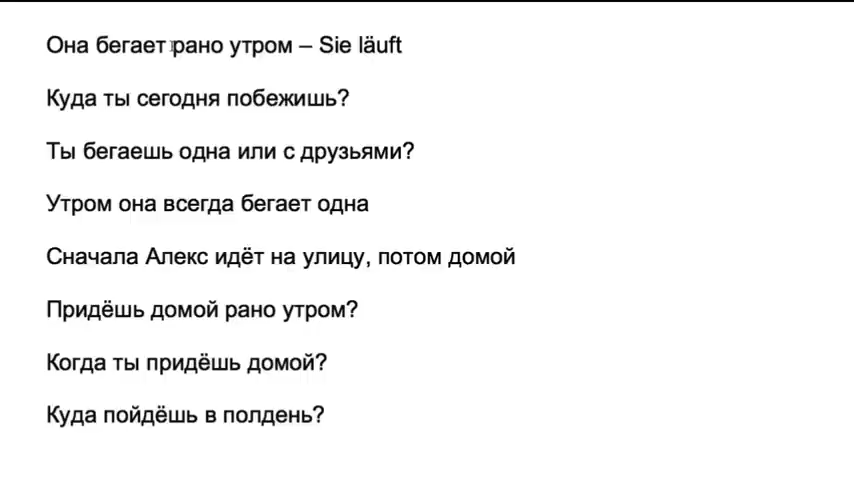 Она бегает рано утром – Sie läuft
Куда ты сегодня побежишь?
Ты бегаешь одна или с друзьями?
Утром она всегда бегает одна
Сначала Алекс идёт на улицу, потом домой
Придёшь домой рано утром?
Когда ты придёшь домой?
Куда пойдёшь в полдень?